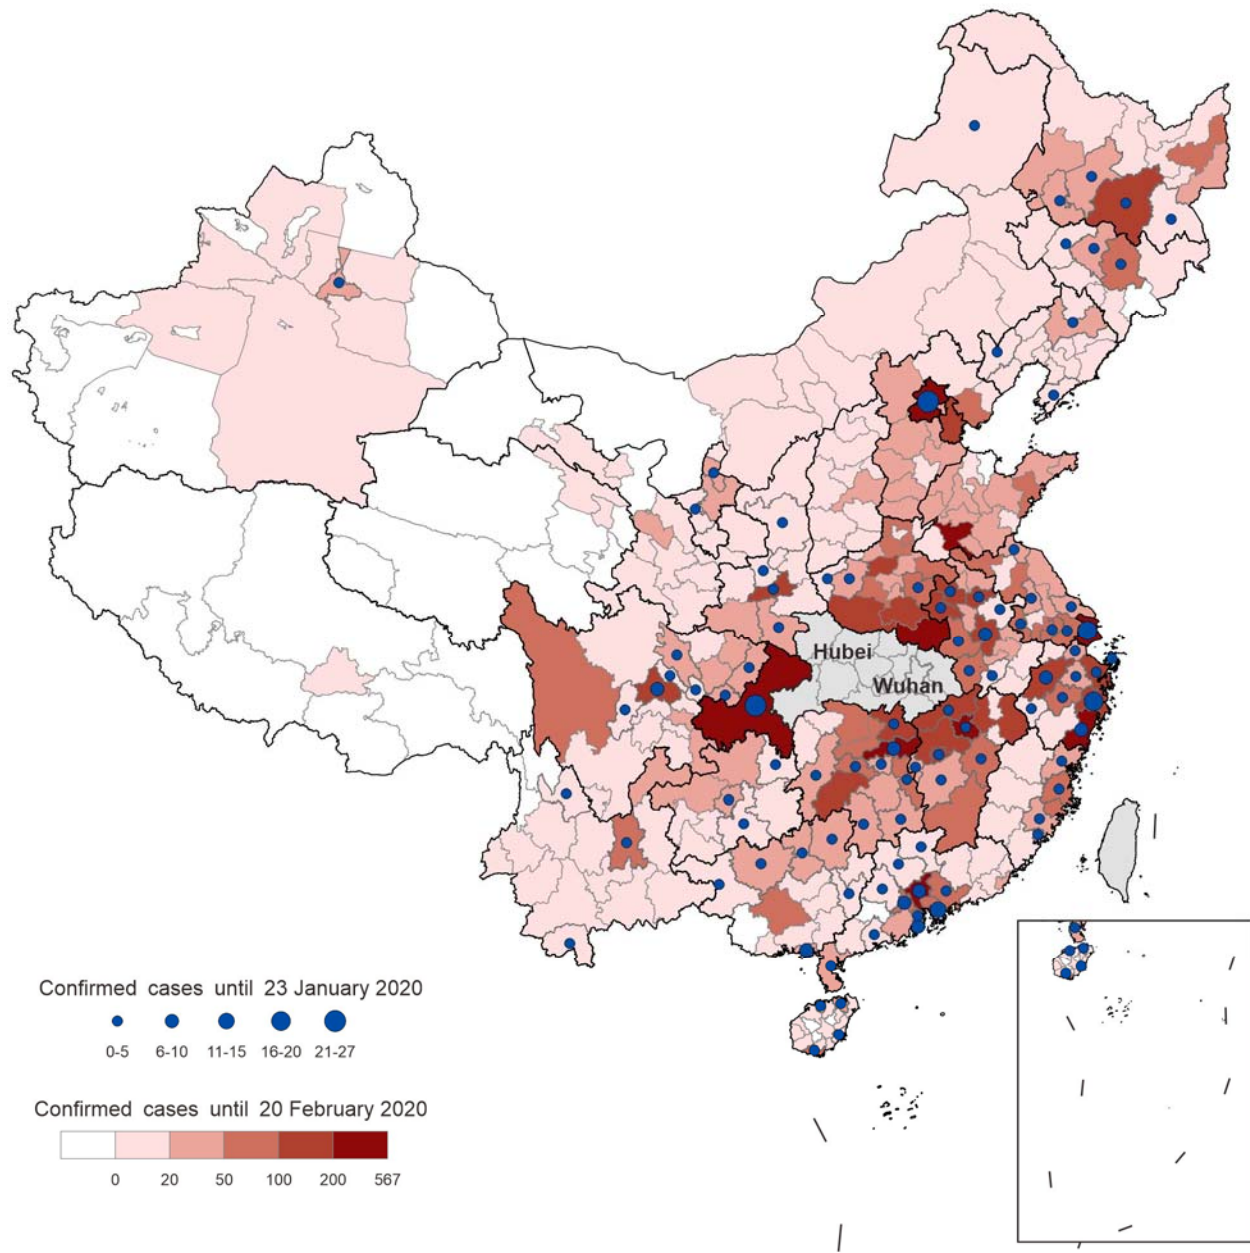 Hubei
Wuhan
Confirmed cases until 23 January 2020
0-5 6-10 11-15 16-20 21-27
Confirmed cases until 20 February 2020
0 20 50 100 200 567